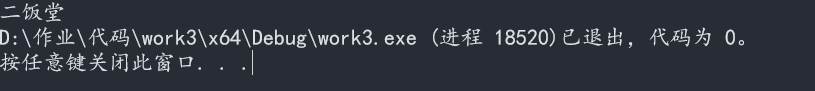 二饭堂
D:\作业\代码\work3\x64\Debug\work3.exe (进程 18520)已退出，代码为 0。
按任意键关闭此窗口. . .